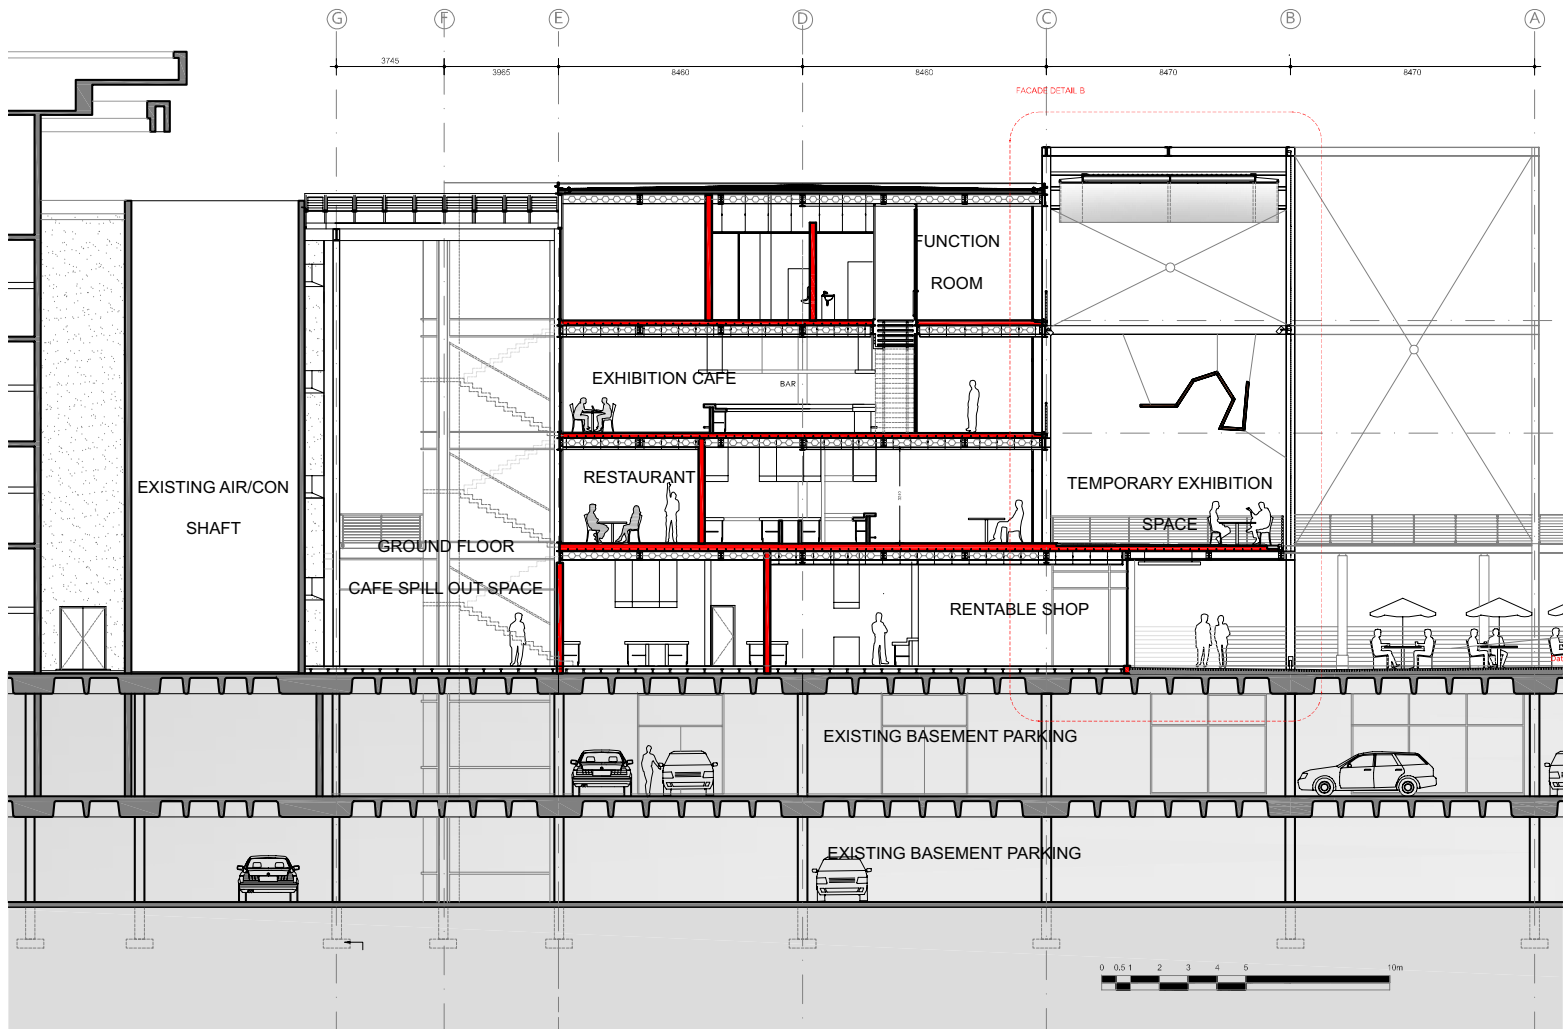 G F E D C B A
3745 3965 8460 8460 8470 8470
FACADE DETAIL B
FUNCTION
ROOM
EXHIBITION CAFE
BAR
RESTAURANT
EXISTING AIR/CON
SHAFT
TEMPORARY EXHIBITION
SPACE
GROUND FLOOR
CAFE SPILL OUT SPACE
RENTABLE SHOP
EXISTING BASEMENT PARKING
EXISTING BASEMENT PARKING
0 0.5 1 2 3 4 5 10m